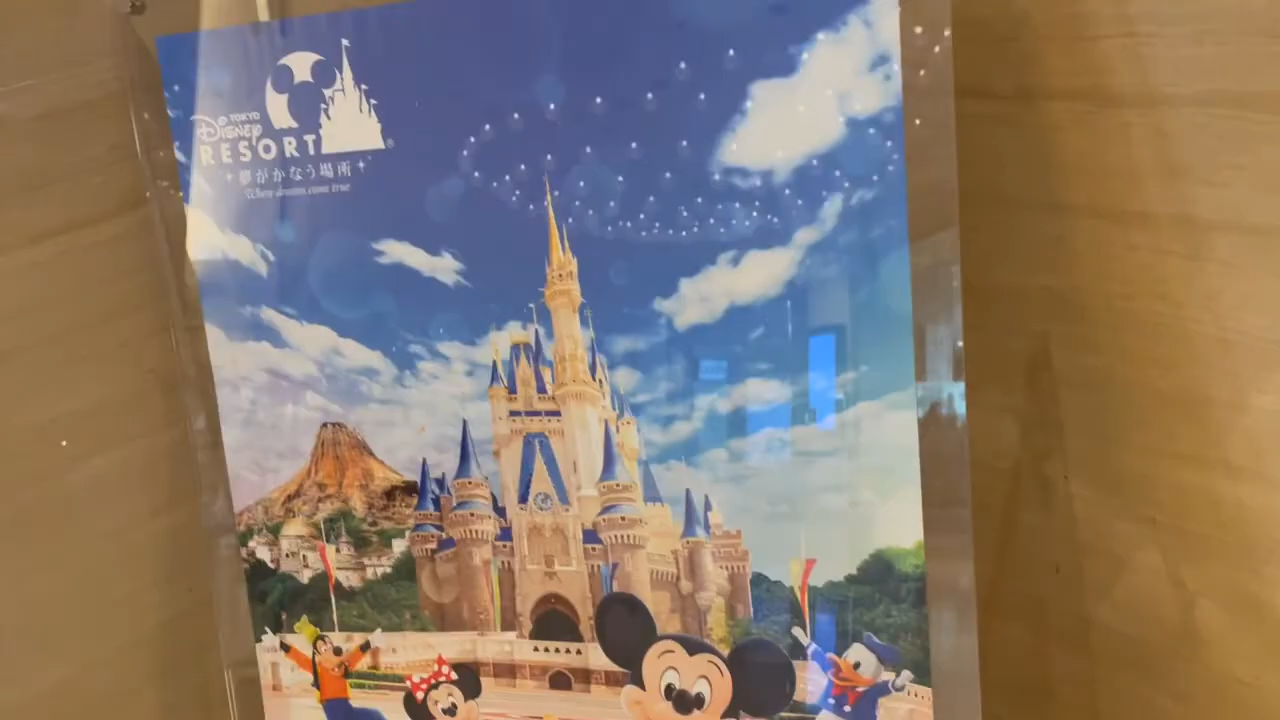 TOKYO
Disney
RESORT®
夢がかなう場所
Where dreams come true